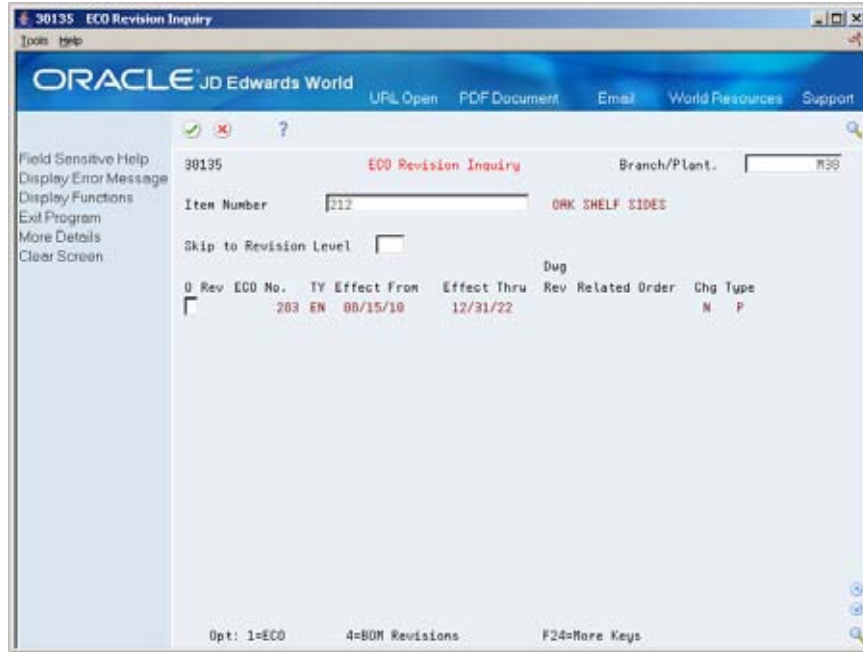 30135 ECO Revision Inquiry
Tools Help
ORACLE JD Edwards World
URL Open PDF Document Email World Resources Support
?
Field Sensitive Help
Display Error Message
Display Functions
Exit Program
More Details
Clear Screen
30135 ECO Revision Inquiry Branch/Plant. M30
Item Number 212 OAK SHELF SIDES
Skip to Revision Level
Dwg
O Rev ECO No. TY Effect From Effect Thru Rev Related Order Chg Type
203 EN 08/15/10 12/31/22 N P
Opt: 1=ECO 4=BOM Revisions F24=More Keys